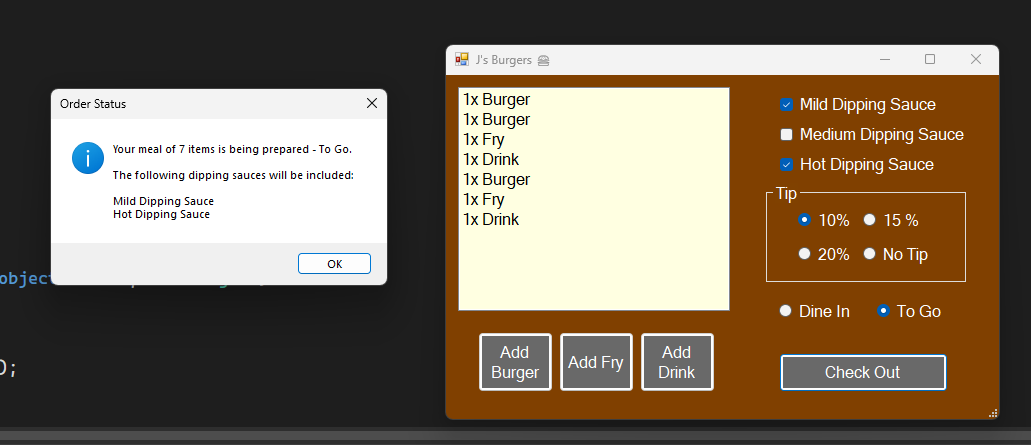 Order Status
Your meal of 7 items is being prepared - To Go.
The following dipping sauces will be included:
Mild Dipping Sauce
Hot Dipping Sauce
OK
object
0;
J's Burgers
1x Burger
1x Burger
1x Fry
1x Drink
1x Burger
1x Fry
1x Drink
Add
Burger
Add Fry
Add
Drink
Mild Dipping Sauce
Medium Dipping Sauce
Hot Dipping Sauce
Tip
10% 15 %
20% No Tip
Dine In To Go
Check Out